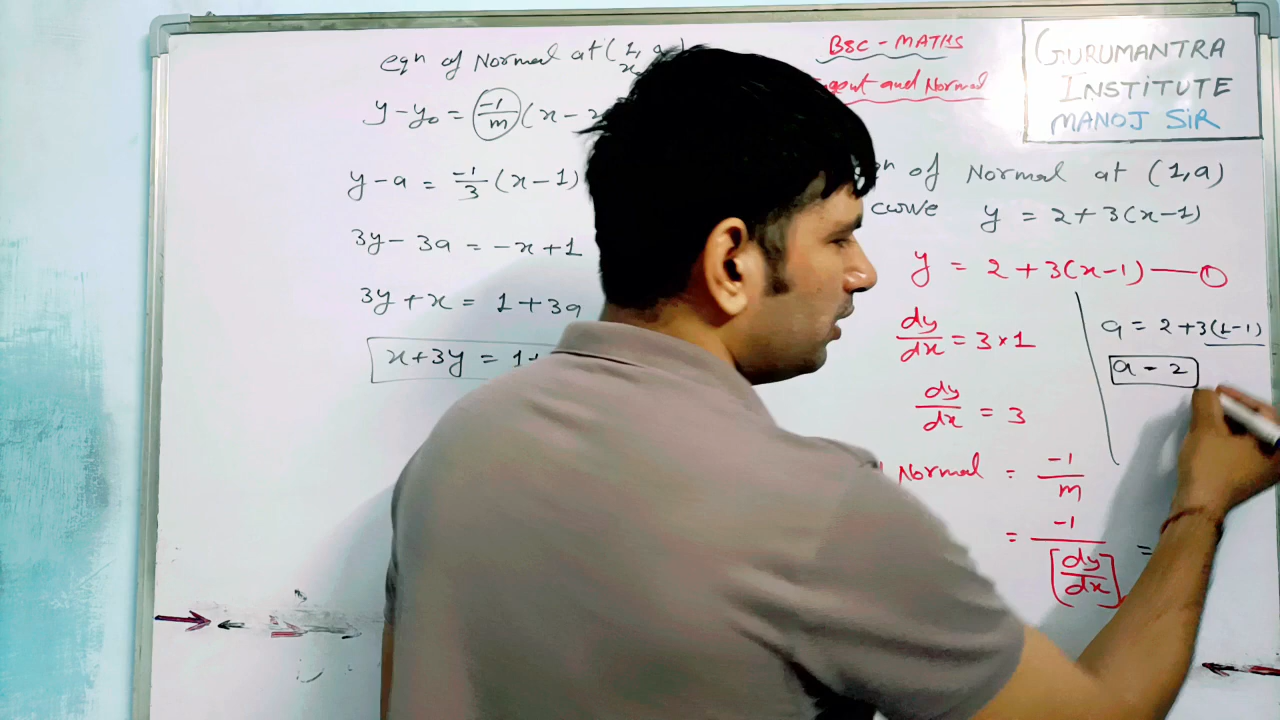 eqn of Normal at (1, a)
y - y₀ = (-1/m) (x -
y - a = -1/3 (x - 1)
3y - 3a = -x + 1
3y + x = 1 + 3a
x + 3y = 1+
BSC - MATHS
and Normal
GURUMANTRA
INSTITUTE
MANOJ SIR
of Normal at (1, a)
curve y = 2 + 3(x-1)
y = 2 + 3(x-1) — ①
dy/dx = 3 × 1
dy/dx = 3
a = 2 + 3(1-1)
a = 2
Normal = -1/m
= -1/[dy/dx] =